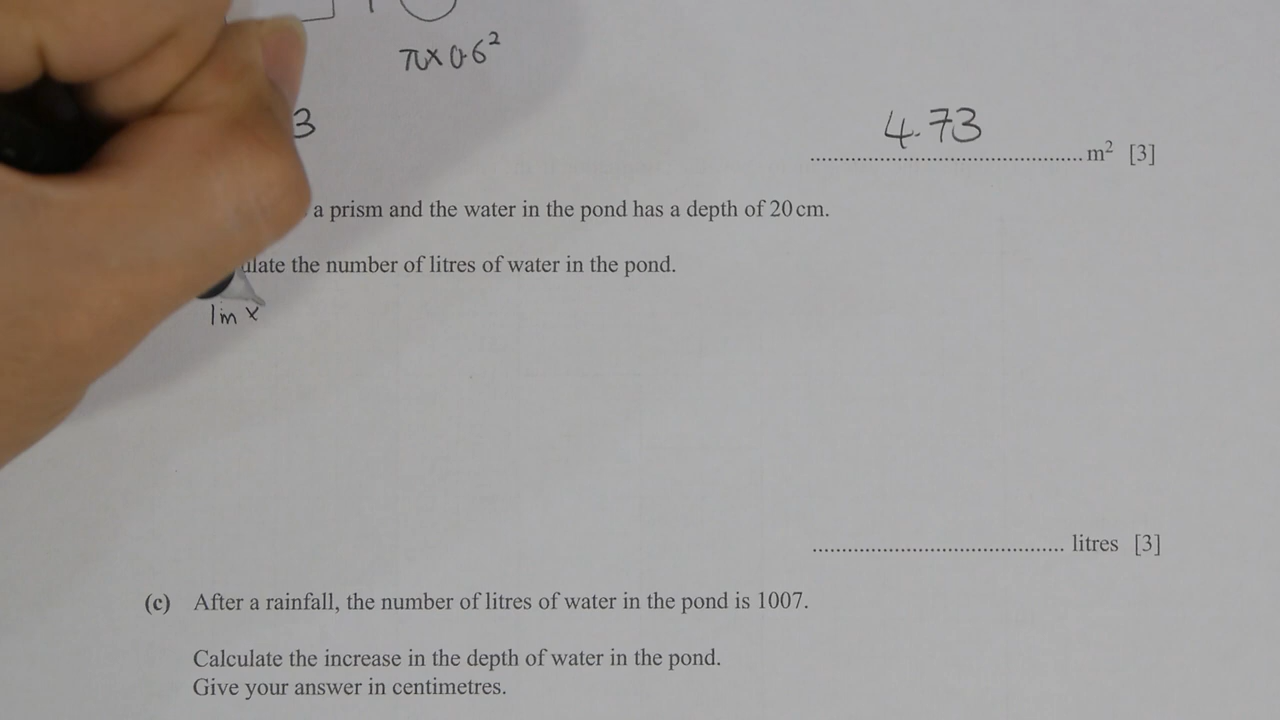 π×0.6²
3
4.73
m² [3]
a prism and the water in the pond has a depth of 20 cm.
the number of litres of water in the pond.
1m ×
litres [3]
(c) After a rainfall, the number of litres of water in the pond is 1007.
Calculate the increase in the depth of water in the pond.
Give your answer in centimetres.